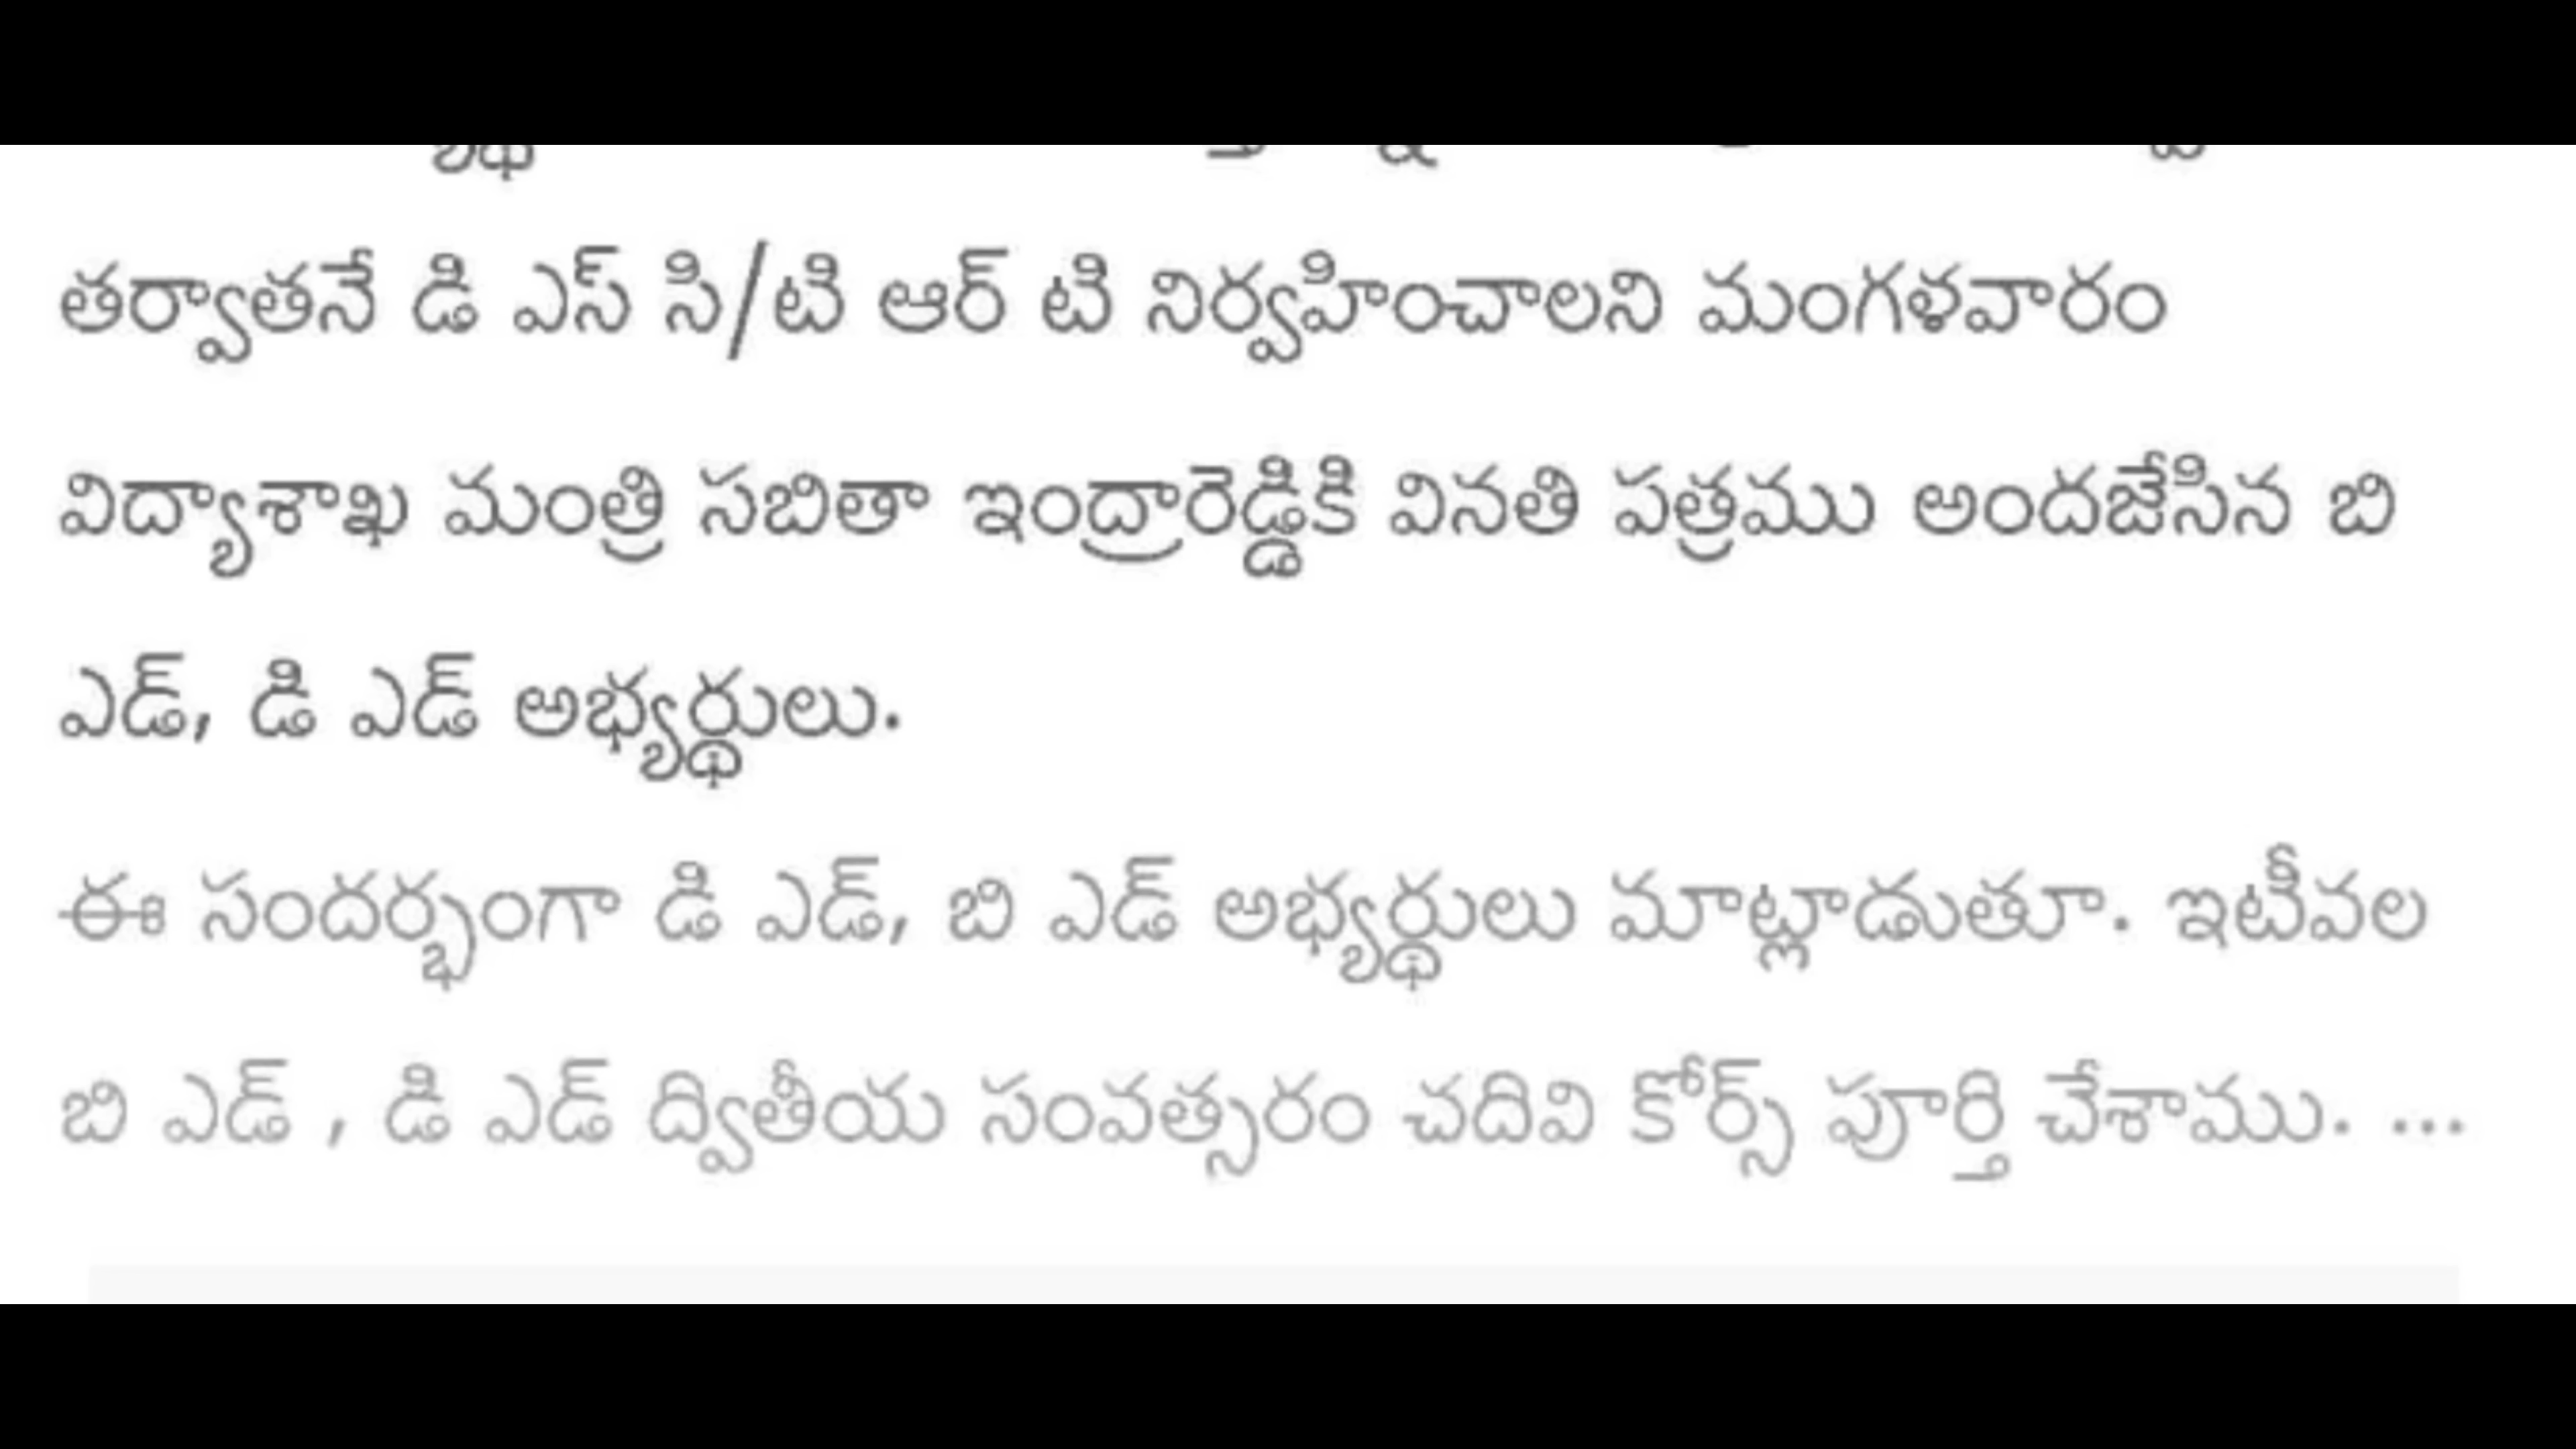 తర్వాతనే డి ఎస్ సి/టి ఆర్ టి నిర్వహించాలని మంగళవారం
విద్యాశాఖ మంత్రి సబితా ఇంద్రారెడ్డికి వినతి పత్రము అందజేసిన బి
ఎడ్, డి ఎడ్ అభ్యర్థులు.
ఈ సందర్భంగా డి ఎడ్, బి ఎడ్ అభ్యర్థులు మాట్లాడుతూ. ఇటీవల
బి ఎడ్ , డి ఎడ్ ద్వితీయ సంవత్సరం చదివి కోర్స్ పూర్తి చేశాము. ...